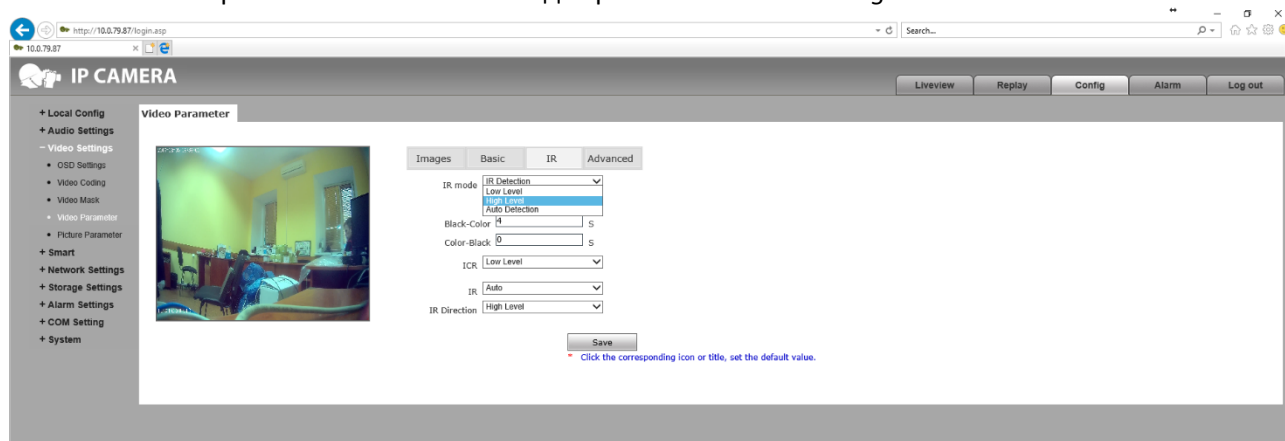 http://10.0.79.87/login.asp
Search...
10.0.79.87
IP CAMERA
Liveview Replay Config Alarm Log out
+ Local Config
+ Audio Settings
− Video Settings
• OSD Settings
• Video Coding
• Video Mask
• Video Parameter
• Picture Parameter
+ Smart
+ Network Settings
+ Storage Settings
+ Alarm Settings
+ COM Setting
+ System
Video Parameter
Images Basic IR Advanced
IR mode IR Detection
Low Level
High Level
Auto Detection
Black-Color 4 S
Color-Black 0 S
ICR Low Level
IR Auto
IR Direction High Level
Save
* Click the corresponding icon or title, set the default value.